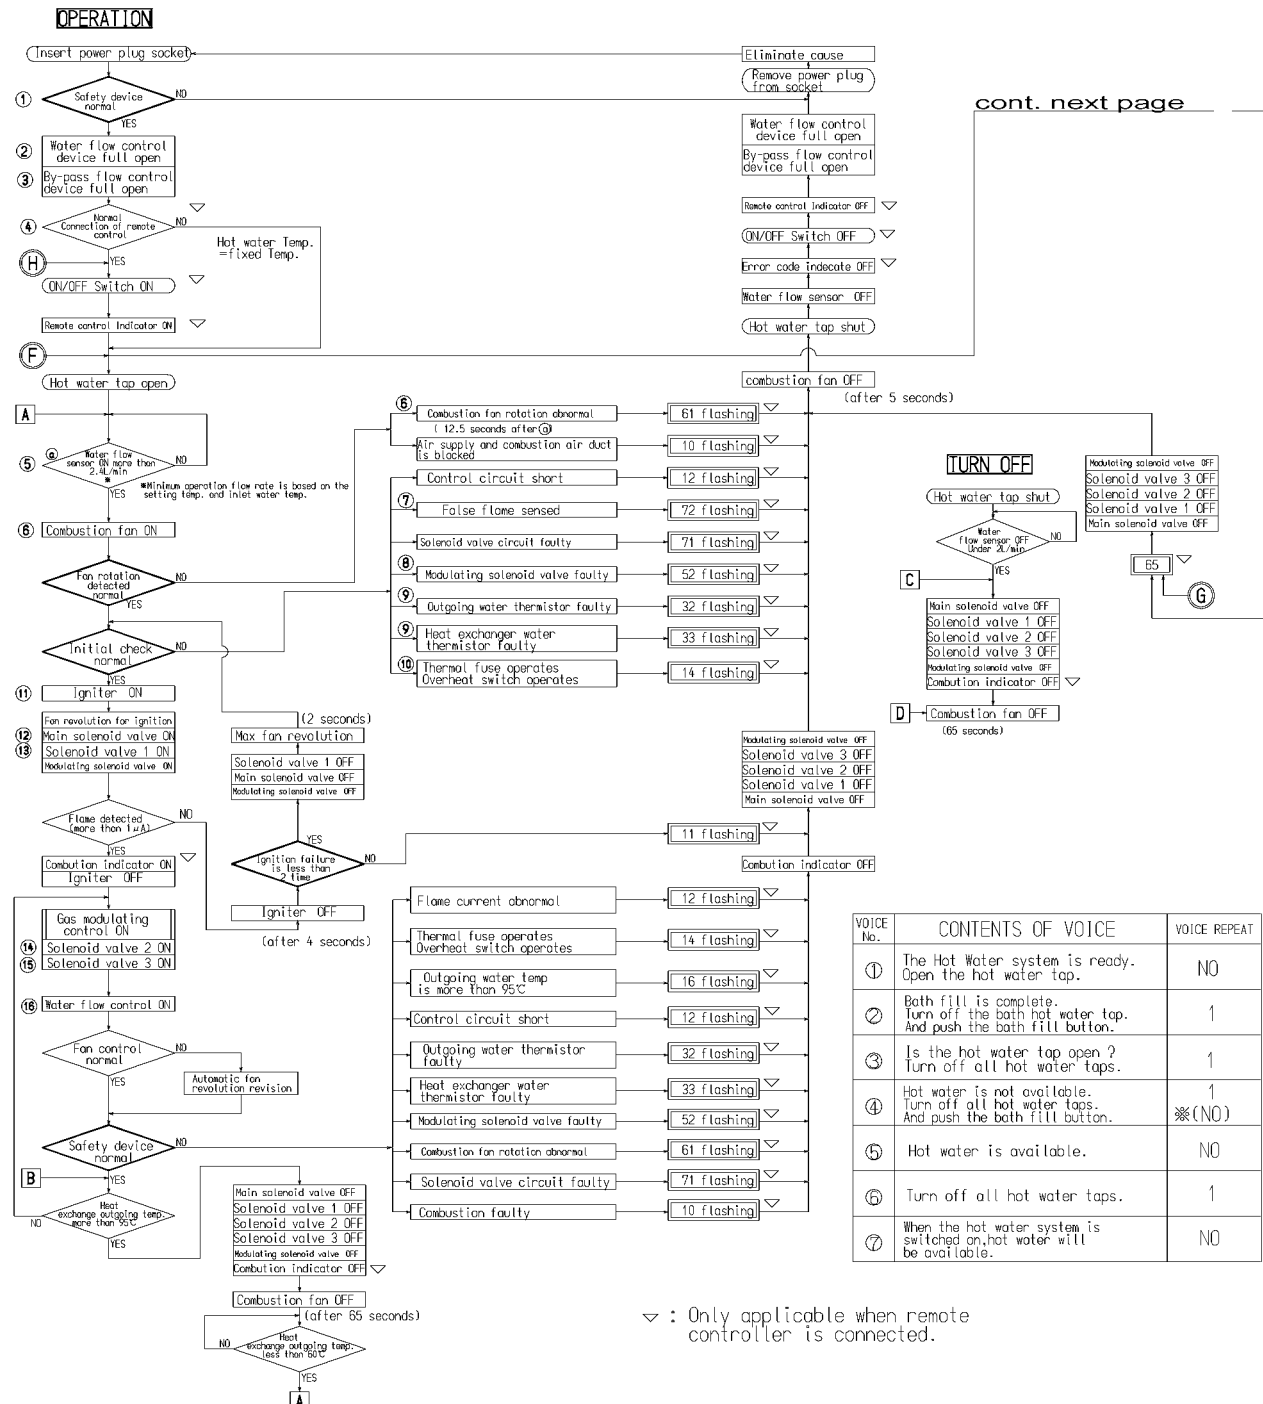 OPERATION
Insert power plug socket
①
Safety device
normal
NO
YES
②
Water flow control
device full open
③
By-pass flow control
device full open
④
Normal
Connection of remote
control
NO
Hot water Temp.
=fixed Temp.
H
YES
ON/OFF Switch ON
Remote control Indicator ON
F
Hot water tap open
A
⑤
ⓐ
Water flow
sensor ON more than
2.4L/min
※
NO
YES
※Minimum operation flow rate is based on the
setting temp. and inlet water temp.
⑥
Combustion fan ON
Fan rotation
detected
normal
NO
YES
Initial check
normal
NO
YES
⑪
Igniter ON
Fan revolution for ignition
⑫
Main solenoid valve ON
⑬
Solenoid valve 1 ON
Modulating solenoid valve ON
Flame detected
(more than 1μA)
NO
YES
Combution indicator ON
Igniter OFF
Gas modulating
control ON
⑭
Solenoid valve 2 ON
⑮
Solenoid valve 3 ON
⑯
Water flow control ON
Fan control
normal
NO
YES
Automatic fan
revolution revision
Safety device
normal
NO
YES
B
Heat
exchange outgoing temp.
more than 95℃
NO
YES
(2 seconds)
Max fan revolution
Solenoid valve 1 OFF
Main solenoid valve OFF
Modulating solenoid valve OFF
YES
Ignition failure
is less than
2 time
NO
Igniter OFF
(after 4 seconds)
Main solenoid valve OFF
Solenoid valve 1 OFF
Solenoid valve 2 OFF
Solenoid valve 3 OFF
Modulating solenoid valve OFF
Combution indicator OFF
Combustion fan OFF
(after 65 seconds)
Heat
exchange outgoing temp.
less than 60℃
NO
YES
A
⑥
Combustion fan rotation abnormal
61 flashing
( 12.5 seconds after ⓐ)
Air supply and combustion air duct
is blocked
10 flashing
Control circuit short
12 flashing
⑦
False flame sensed
72 flashing
Solenoid valve circuit faulty
71 flashing
⑧
Modulating solenoid valve faulty
52 flashing
⑨
Outgoing water thermistor faulty
32 flashing
⑨
Heat exchanger water
thermistor faulty
33 flashing
⑩
Thermal fuse operates
Overheat switch operates
14 flashing
11 flashing
Flame current abnormal
12 flashing
Thermal fuse operates
Overheat switch operates
14 flashing
Outgoing water temp
is more than 95℃
16 flashing
Control circuit short
12 flashing
Outgoing water thermistor
faulty
32 flashing
Heat exchanger water
thermistor faulty
33 flashing
Modulating solenoid valve faulty
52 flashing
Combustion fan rotation abnormal
61 flashing
Solenoid valve circuit faulty
71 flashing
Combustion faulty
10 flashing
Eliminate cause
Remove power plug
from socket
Water flow control
device full open
By-pass flow control
device full open
Remote control Indicator OFF
ON/OFF Switch OFF
Error code indecate OFF
Water flow sensor OFF
Hot water tap shut
combustion fan OFF
(after 5 seconds)
Modulating solenoid valve OFF
Solenoid valve 3 OFF
Solenoid valve 2 OFF
Solenoid valve 1 OFF
Main solenoid valve OFF
Combution indicator OFF
cont. next page
TURN OFF
Hot water tap shut
Water
flow sensor OFF
Under 2L/min
NO
YES
C
Main solenoid valve OFF
Solenoid valve 1 OFF
Solenoid valve 2 OFF
Solenoid valve 3 OFF
Modulating solenoid valve OFF
Combution indicator OFF
D
Combustion fan OFF
(65 seconds)
Modulating solenoid valve OFF
Solenoid valve 3 OFF
Solenoid valve 2 OFF
Solenoid valve 1 OFF
Main solenoid valve OFF
65
G
VOICE
No.
CONTENTS OF VOICE
VOICE REPEAT
①
The Hot Water system is ready.
Open the hot water tap.
NO
②
Bath fill is complete.
Turn off the bath hot water tap.
And push the bath fill button.
1
③
Is the hot water tap open ?
Turn off all hot water taps.
1
④
Hot water is not available.
Turn off all hot water taps.
And push the bath fill button.
1
※(NO)
⑤
Hot water is available.
NO
⑥
Turn off all hot water taps.
1
⑦
When the hot water system is
switched on,hot water will
be available.
NO
▽ : Only applicable when remote
controller is connected.